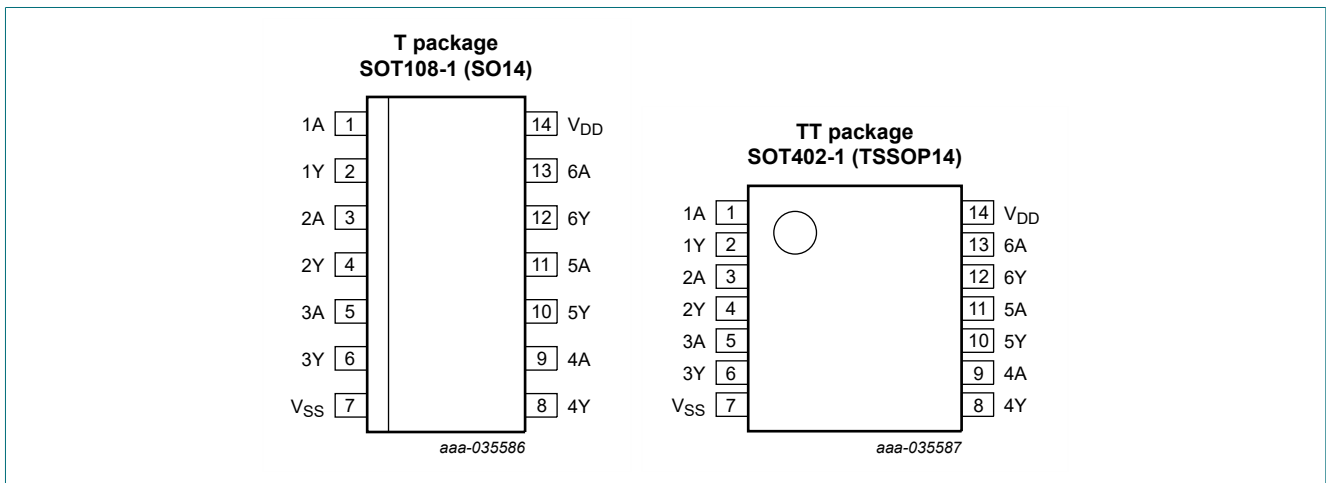 T package
SOT108-1 (SO14)
1A 1 14 VDD
1Y 2 13 6A
2A 3 12 6Y
2Y 4 11 5A
3A 5 10 5Y
3Y 6 9 4A
VSS 7 8 4Y
aaa-035586
TT package
SOT402-1 (TSSOP14)
1A 1 14 VDD
1Y 2 13 6A
2A 3 12 6Y
2Y 4 11 5A
3A 5 10 5Y
3Y 6 9 4A
VSS 7 8 4Y
aaa-035587